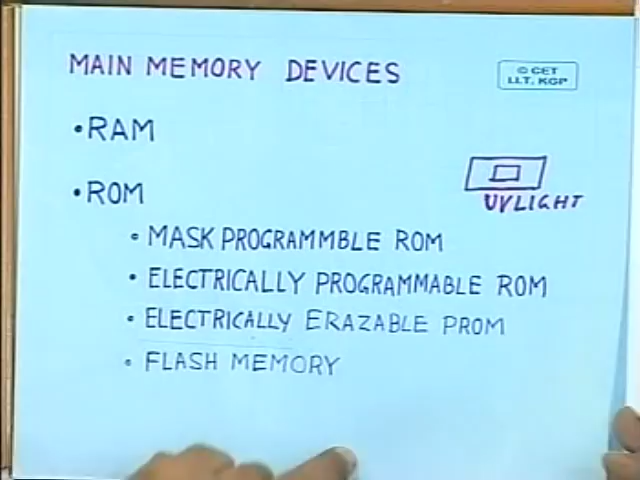 MAIN MEMORY DEVICES
© CET
I.I.T. KGP
•RAM
•ROM
UVLIGHT
• MASK PROGRAMMBLE ROM
• ELECTRICALLY PROGRAMMABLE ROM
• ELECTRICALLY ERAZABLE PROM
• FLASH MEMORY